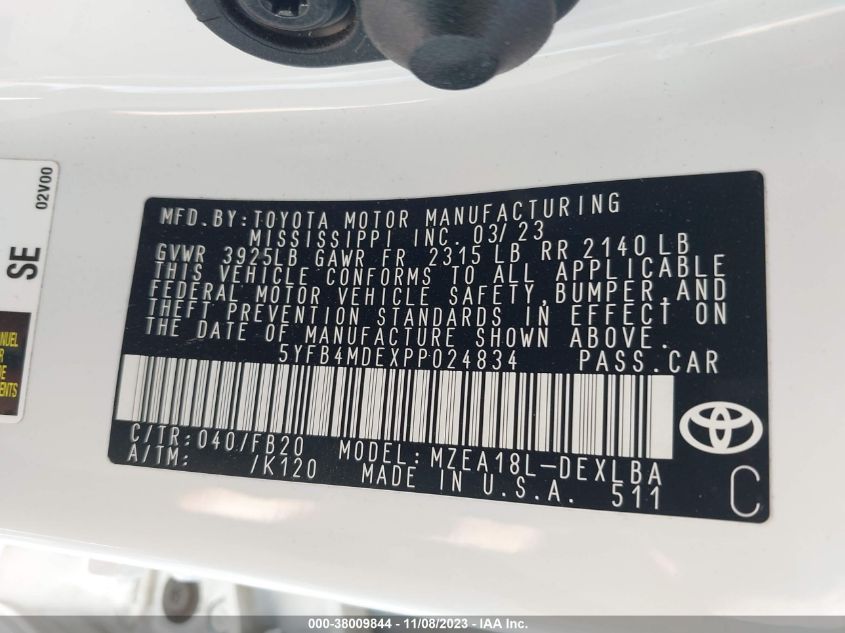 02V00
SE
ANUEL
R
DE
ENTS
MFD.BY:TOYOTA MOTOR MANUFACTURING
MISSISSIPPI INC. 03/23
GVWR 3925LB GAWR FR 2315 LB RR 2140 LB
THIS VEHICLE CONFORMS TO ALL APPLICABLE
FEDERAL MOTOR VEHICLE SAFETY,BUMPER,AND
THEFT PREVENTION STANDARDS IN EFFECT ON
THE DATE OF MANUFACTURE SHOWN ABOVE.
5YFB4MDEXPP024834 PASS.CAR
C/TR:040/FB20 MODEL:MZEA18L-DEXLBA
A/TM: /K120 MADE IN U.S.A. 511
C
000-38009844 - 11/08/2023 - IAA Inc.